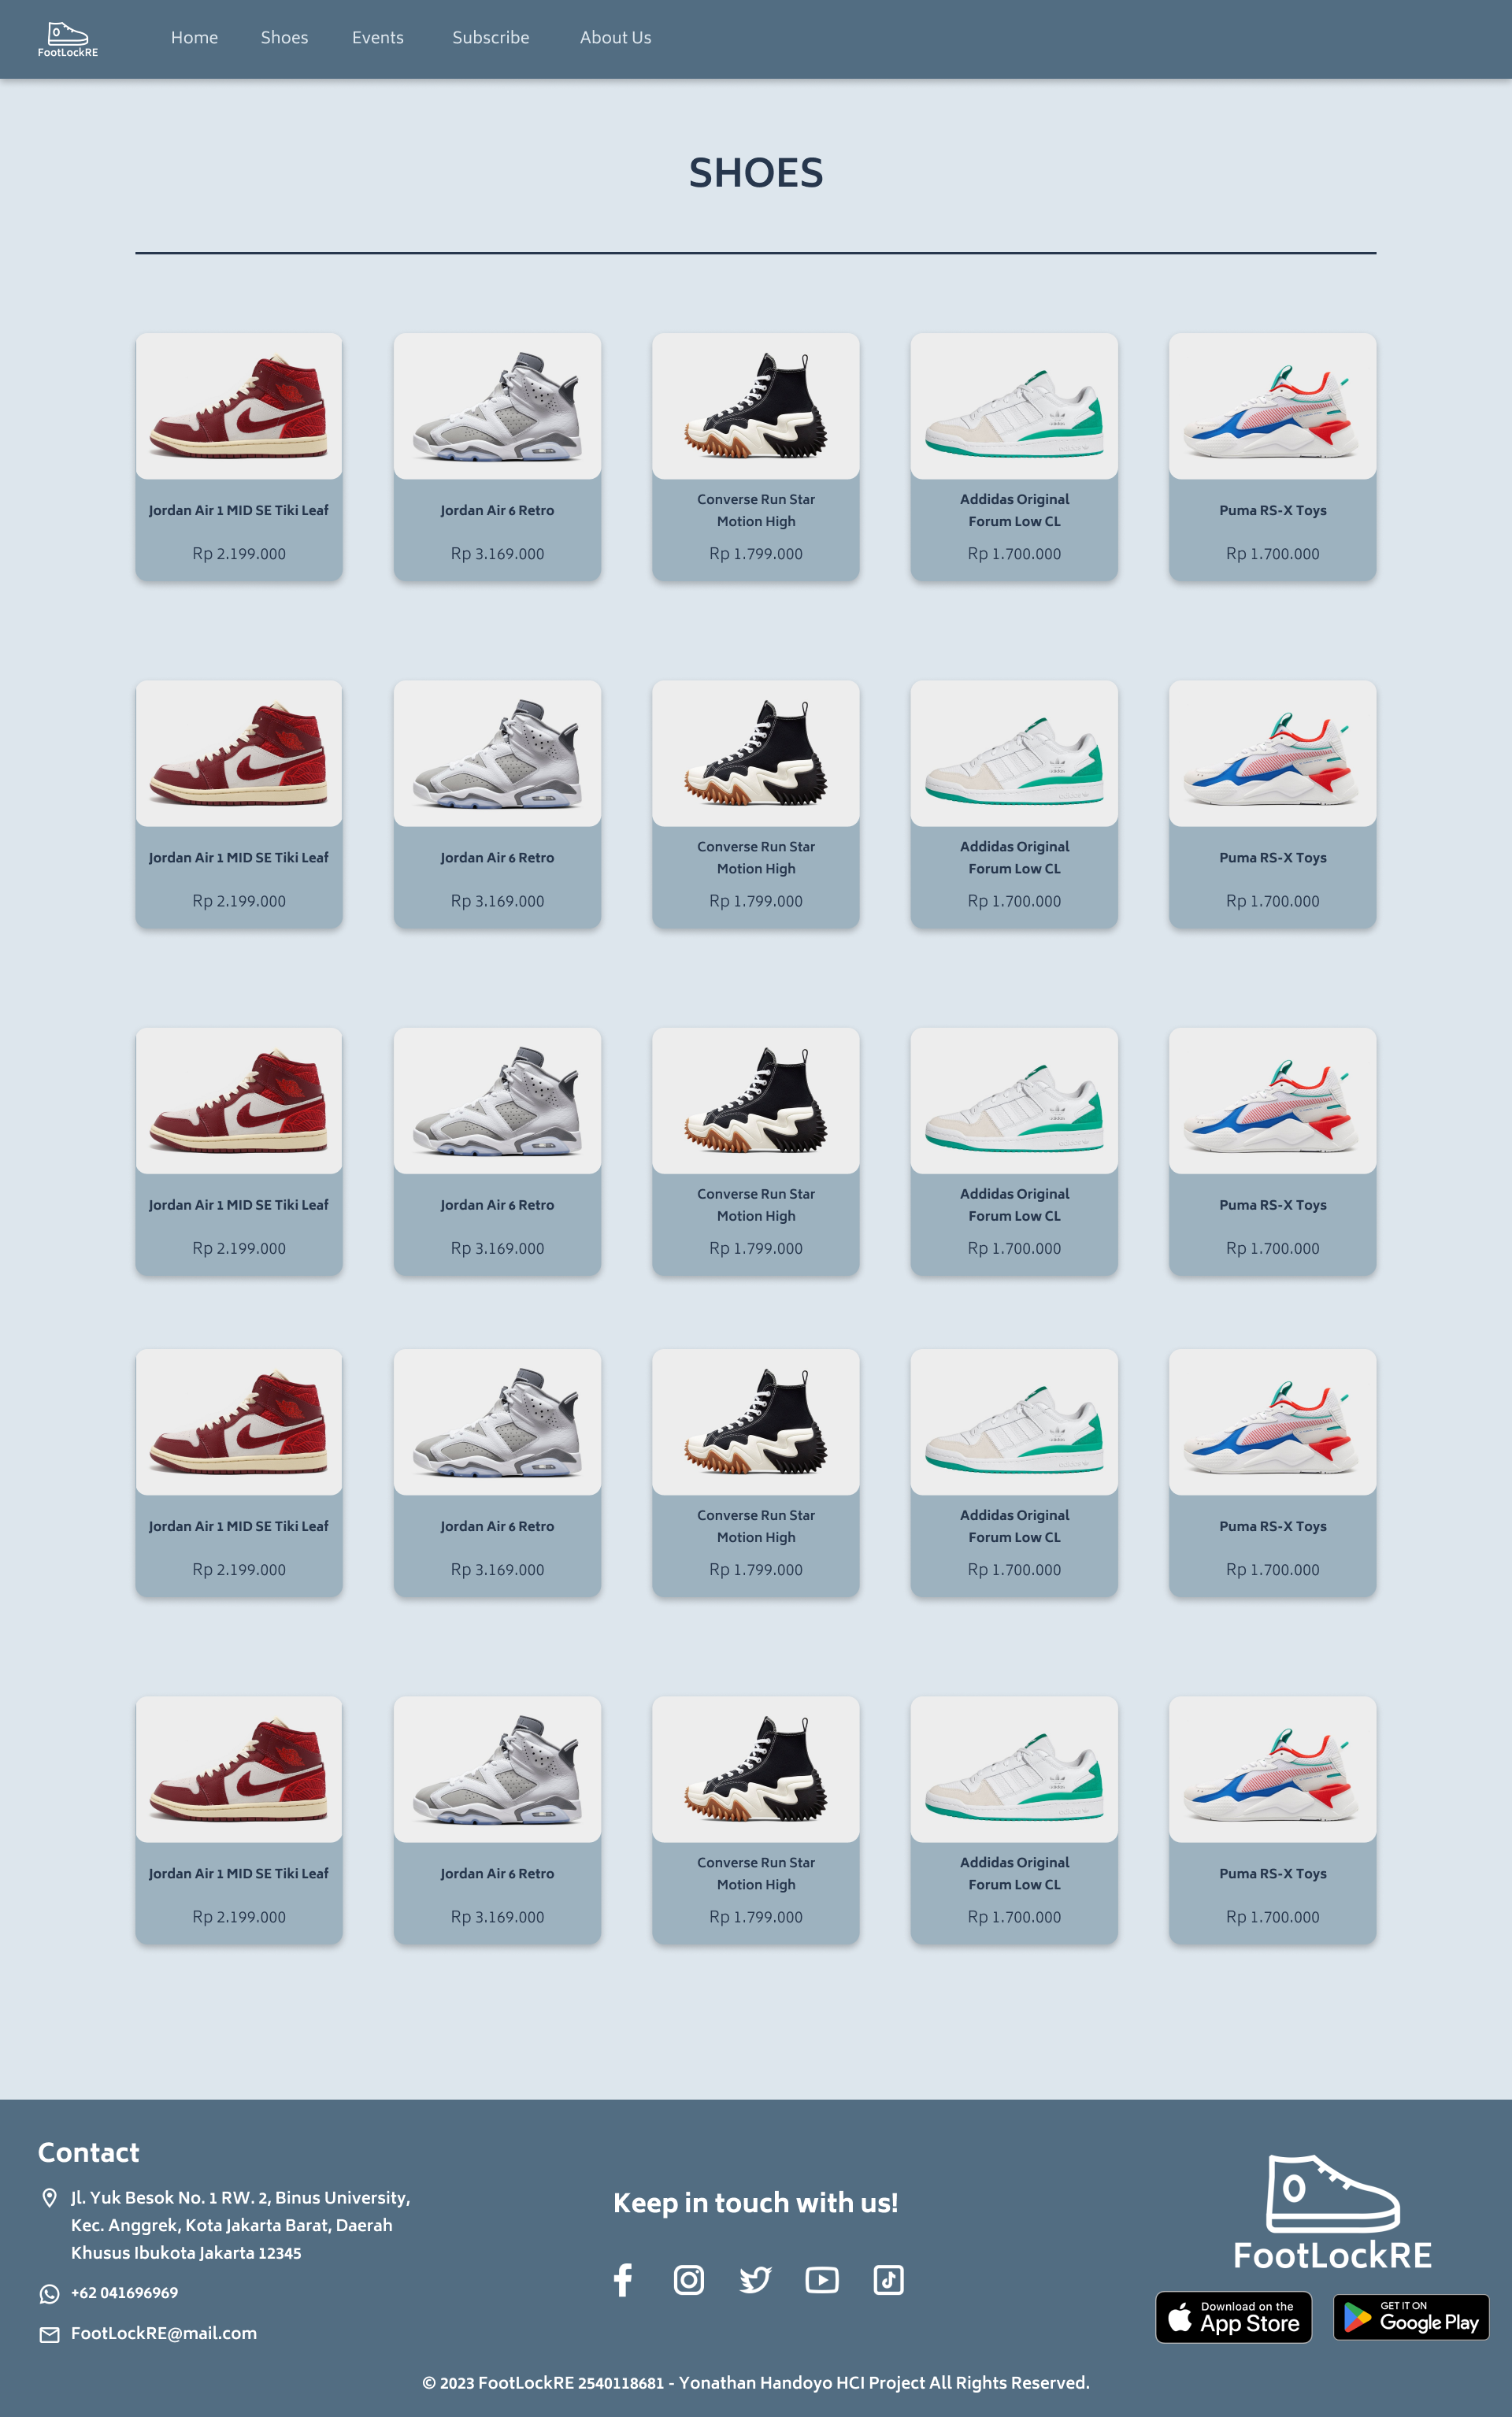 FootLockRE
Home Shoes Events Subscribe About Us
SHOES
Jordan Air 1 MID SE Tiki Leaf
Rp 2.199.000
Jordan Air 6 Retro
Rp 3.169.000
Converse Run Star
Motion High
Rp 1.799.000
Addidas Original
Forum Low CL
Rp 1.700.000
Puma RS-X Toys
Rp 1.700.000
Jordan Air 1 MID SE Tiki Leaf
Rp 2.199.000
Jordan Air 6 Retro
Rp 3.169.000
Converse Run Star
Motion High
Rp 1.799.000
Addidas Original
Forum Low CL
Rp 1.700.000
Puma RS-X Toys
Rp 1.700.000
Jordan Air 1 MID SE Tiki Leaf
Rp 2.199.000
Jordan Air 6 Retro
Rp 3.169.000
Converse Run Star
Motion High
Rp 1.799.000
Addidas Original
Forum Low CL
Rp 1.700.000
Puma RS-X Toys
Rp 1.700.000
Jordan Air 1 MID SE Tiki Leaf
Rp 2.199.000
Jordan Air 6 Retro
Rp 3.169.000
Converse Run Star
Motion High
Rp 1.799.000
Addidas Original
Forum Low CL
Rp 1.700.000
Puma RS-X Toys
Rp 1.700.000
Jordan Air 1 MID SE Tiki Leaf
Rp 2.199.000
Jordan Air 6 Retro
Rp 3.169.000
Converse Run Star
Motion High
Rp 1.799.000
Addidas Original
Forum Low CL
Rp 1.700.000
Puma RS-X Toys
Rp 1.700.000
Contact
Jl. Yuk Besok No. 1 RW. 2, Binus University,
Kec. Anggrek, Kota Jakarta Barat, Daerah
Khusus Ibukota Jakarta 12345
+62 041696969
FootLockRE@mail.com
Keep in touch with us!
FootLockRE
Download on the
App Store
GET IT ON
Google Play
© 2023 FootLockRE 2540118681 - Yonathan Handoyo HCI Project All Rights Reserved.